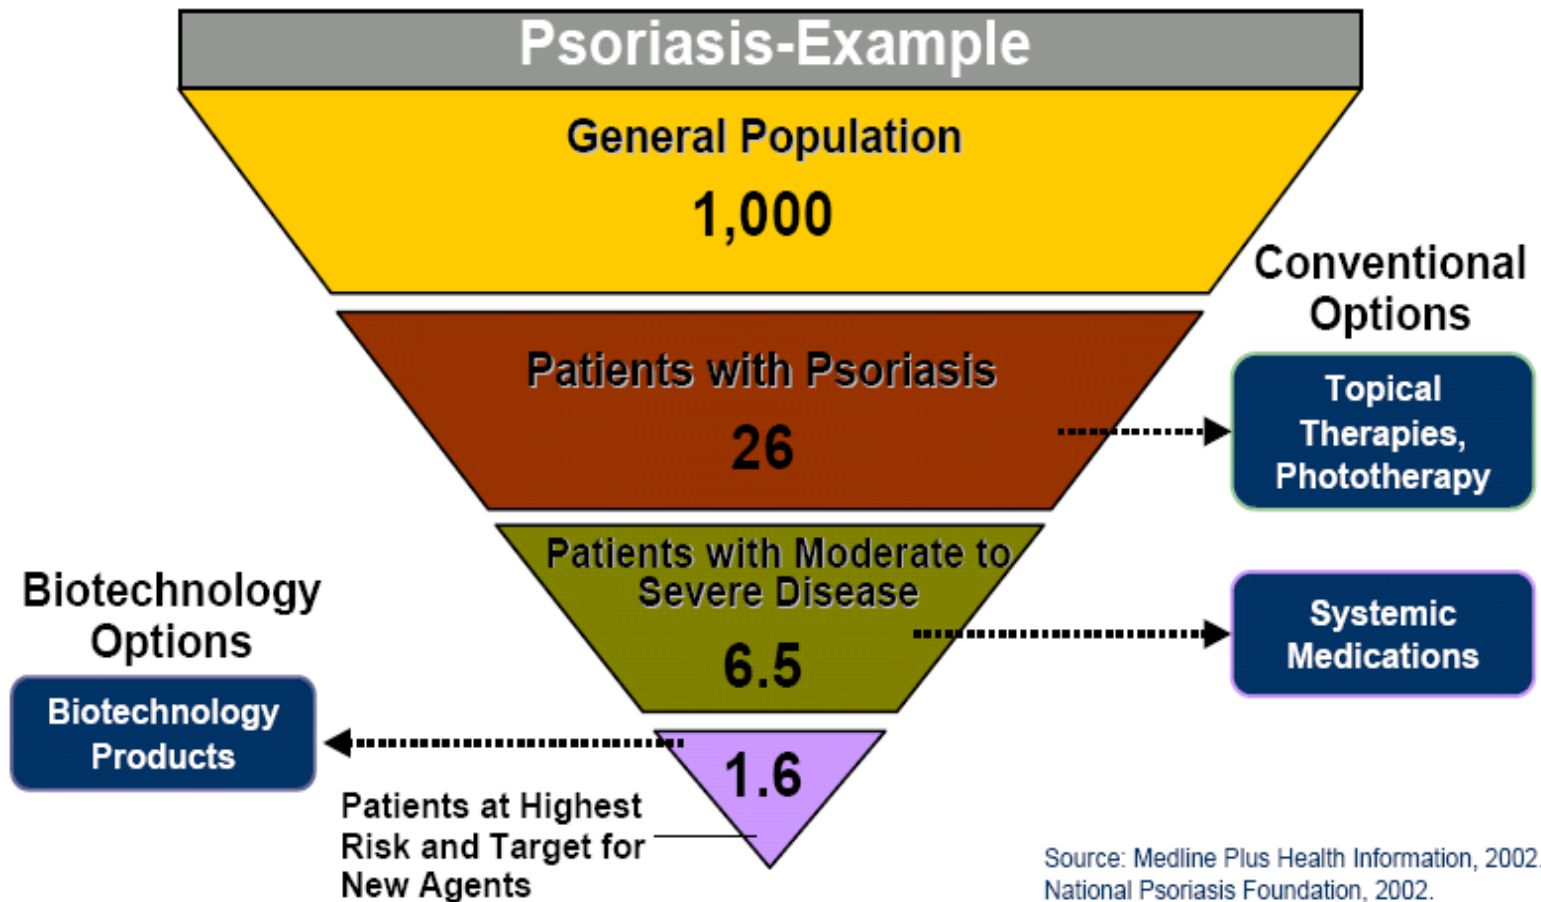 Psoriasis-Example
General Population
1,000
Conventional
Options
Patients with Psoriasis
26
Topical
Therapies,
Phototherapy
Patients with Moderate to
Severe Disease
6.5
Systemic
Medications
Biotechnology
Options
Biotechnology
Products
1.6
Patients at Highest
Risk and Target for
New Agents
Source: Medline Plus Health Information, 2002.
National Psoriasis Foundation, 2002.